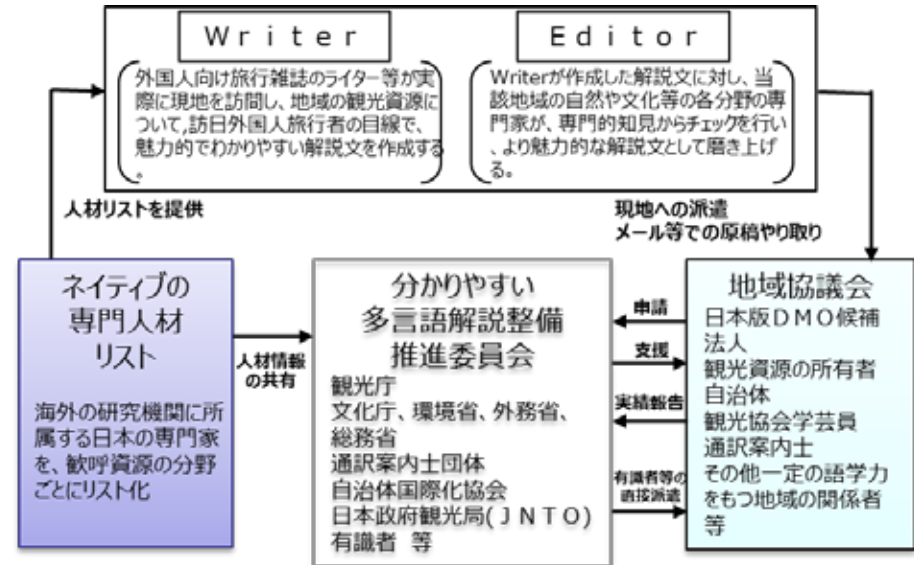 Ｗｒｉｔｅｒ
外国人向け旅行雑誌のライター等が実
際に現地を訪問し、地域の観光資源に
ついて,訪日外国人旅行者の目線で、
魅力的でわかりやすい解説文を作成する
。
Ｅｄｉｔｏｒ
Writerが作成した解説文に対し、当
該地域の自然や文化等の各分野の専
門家が、専門的知見からチェックを行い
、より魅力的な解説文として磨き上げ
る。
人材リストを提供
現地への派遣
メール等での原稿やり取り
ネイティブの
専門人材
リスト
海外の研究機関に所
属する日本の専門家
を、歓呼資源の分野
ごとにリスト化
人材情報
の共有
分かりやすい
多言語解説整備
推進委員会
観光庁
文化庁、環境省、外務省、
総務省
通訳案内士団体
自治体国際化協会
日本政府観光局(ＪＮＴＯ)
有識者　等
申請
支援
実績報告
有識者等の
直接派遣
地域協議会
日本版ＤＭＯ候補
法人
観光資源の所有者
自治体
観光協会学芸員
通訳案内士
その他一定の語学力
をもつ地域の関係者
等